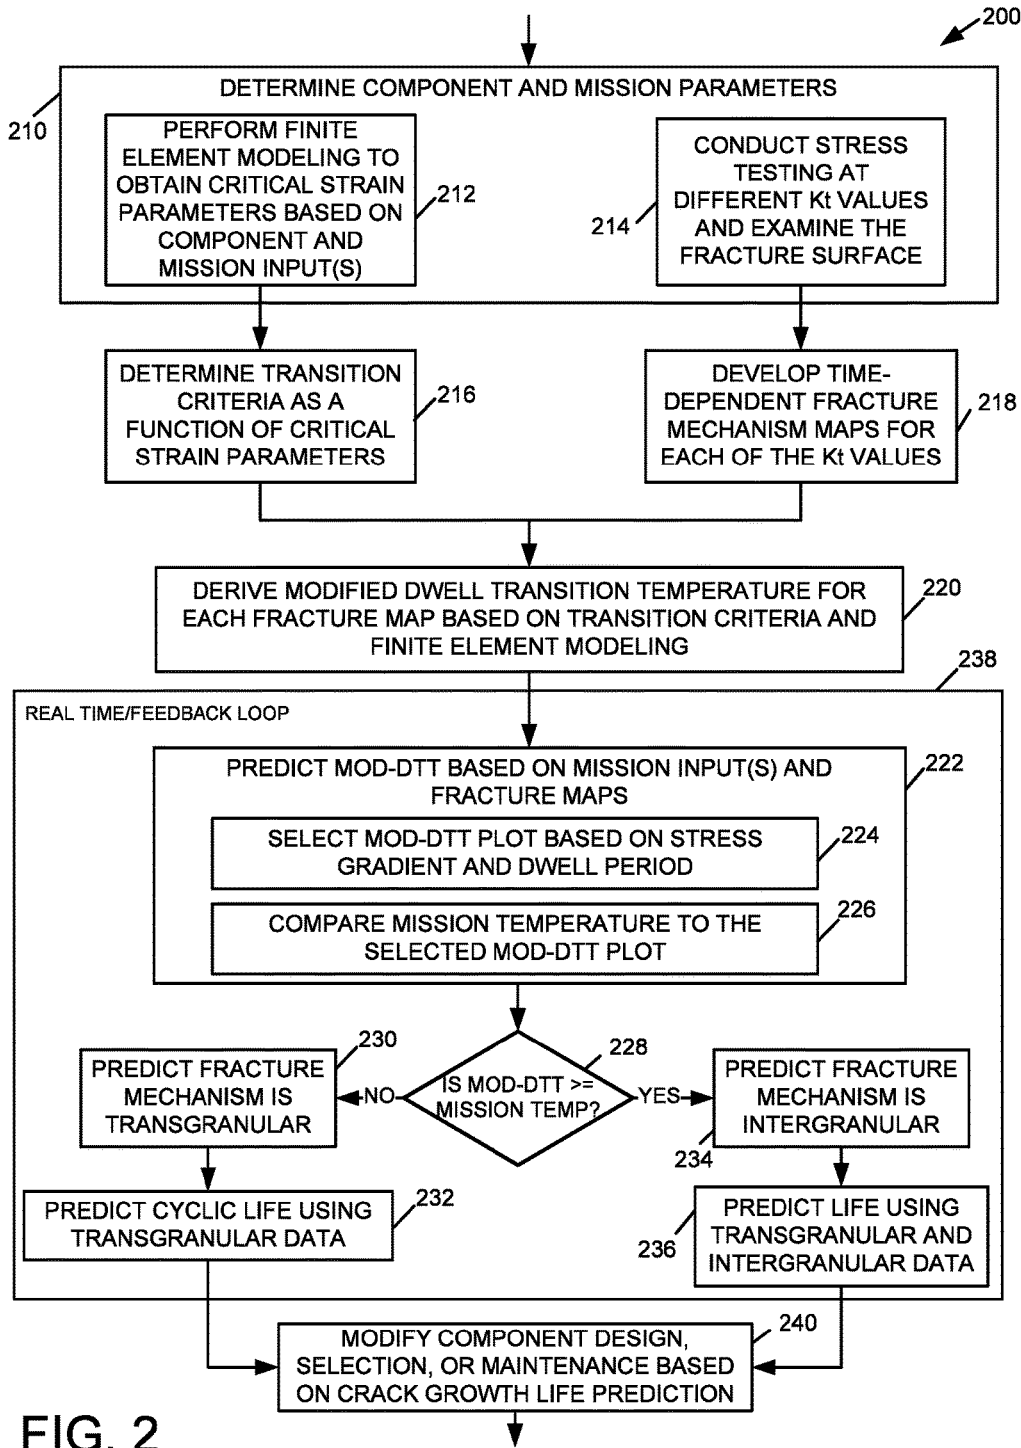 200
DETERMINE COMPONENT AND MISSION PARAMETERS
210
PERFORM FINITE
ELEMENT MODELING TO
OBTAIN CRITICAL STRAIN
PARAMETERS BASED ON
COMPONENT AND
MISSION INPUT(S)
212
CONDUCT STRESS
TESTING AT
DIFFERENT Kt VALUES
AND EXAMINE THE
FRACTURE SURFACE
214
DETERMINE TRANSITION
CRITERIA AS A
FUNCTION OF CRITICAL
STRAIN PARAMETERS
216
DEVELOP TIME-
DEPENDENT FRACTURE
MECHANISM MAPS FOR
EACH OF THE Kt VALUES
218
DERIVE MODIFIED DWELL TRANSITION TEMPERATURE FOR
EACH FRACTURE MAP BASED ON TRANSITION CRITERIA AND
FINITE ELEMENT MODELING
220
238
REAL TIME/FEEDBACK LOOP
PREDICT MOD-DTT BASED ON MISSION INPUT(S) AND
FRACTURE MAPS
222
SELECT MOD-DTT PLOT BASED ON STRESS
GRADIENT AND DWELL PERIOD
224
COMPARE MISSION TEMPERATURE TO THE
SELECTED MOD-DTT PLOT
226
IS MOD-DTT >=
MISSION TEMP?
228
NO
YES
PREDICT FRACTURE
MECHANISM IS
TRANSGRANULAR
230
PREDICT FRACTURE
MECHANISM IS
INTERGRANULAR
234
PREDICT CYCLIC LIFE USING
TRANSGRANULAR DATA
232
PREDICT LIFE USING
TRANSGRANULAR AND
INTERGRANULAR DATA
236
MODIFY COMPONENT DESIGN,
SELECTION, OR MAINTENANCE BASED
ON CRACK GROWTH LIFE PREDICTION
240
FIG. 2